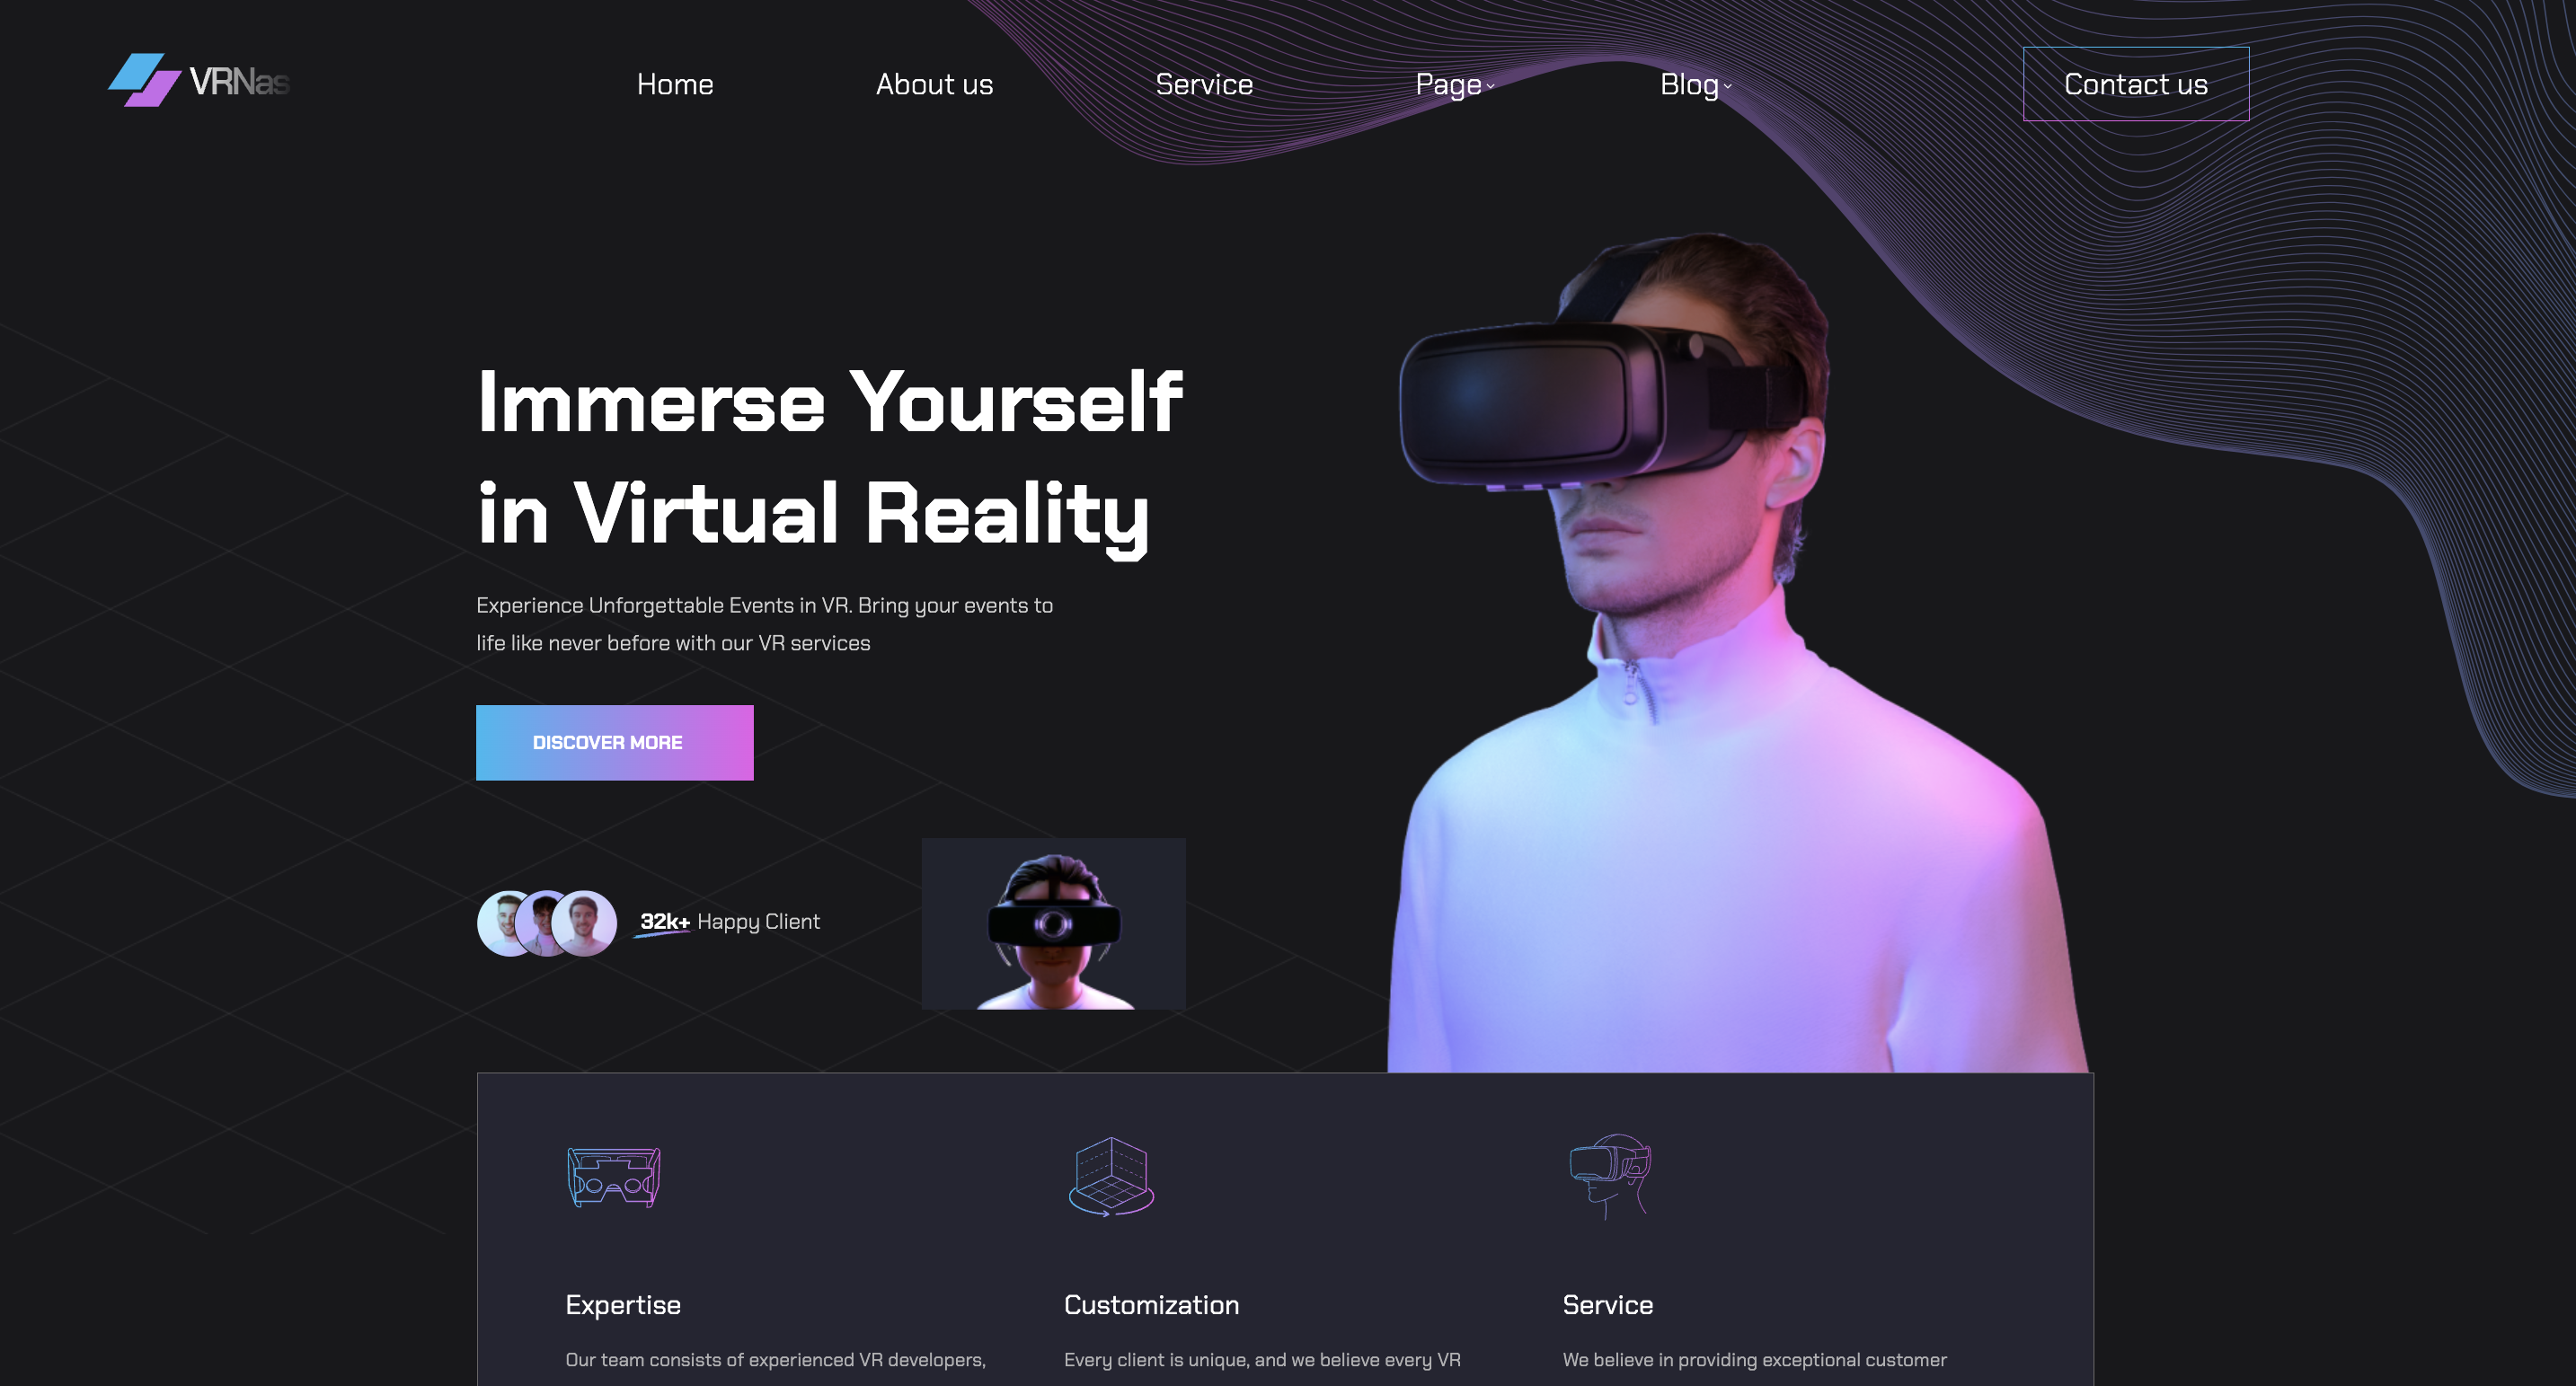 VRNas
Home
About us
Service
Page
Blog
Contact us
Immerse Yourself
in Virtual Reality
Experience Unforgettable Events in VR. Bring your events to
life like never before with our VR services
DISCOVER MORE
32k+ Happy Client
Expertise
Our team consists of experienced VR developers,
Customization
Every client is unique, and we believe every VR
Service
We believe in providing exceptional customer